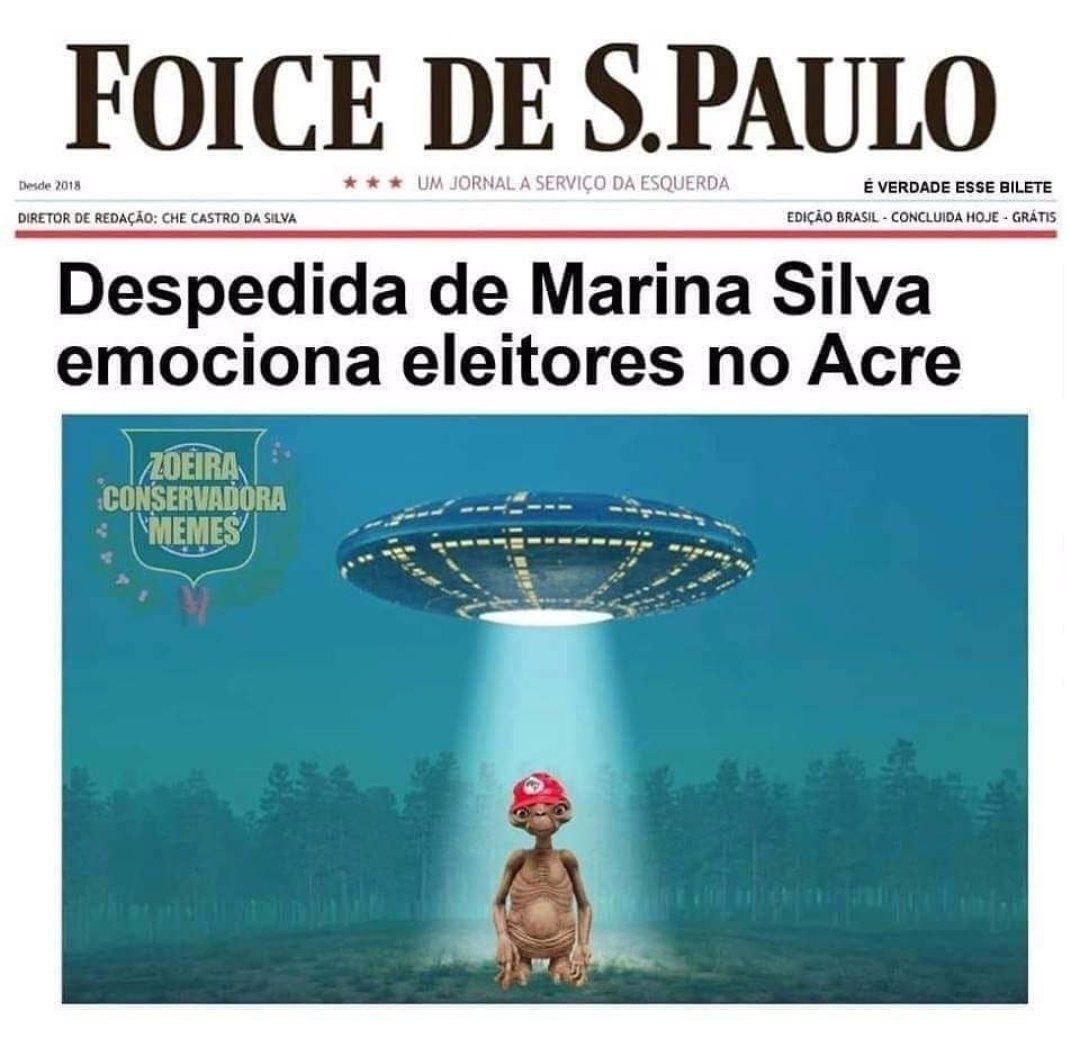 FOICE DE S.PAULO
Desde 2018
★ ★ ★ UM JORNAL A SERVIÇO DA ESQUERDA
É VERDADE ESSE BILETE
DIRETOR DE REDAÇÃO: CHE CASTRO DA SILVA
EDIÇÃO BRASIL - CONCLUIDA HOJE - GRÁTIS
Despedida de Marina Silva
emociona eleitores no Acre
ZOEIRA
CONSERVADORA
MEMES